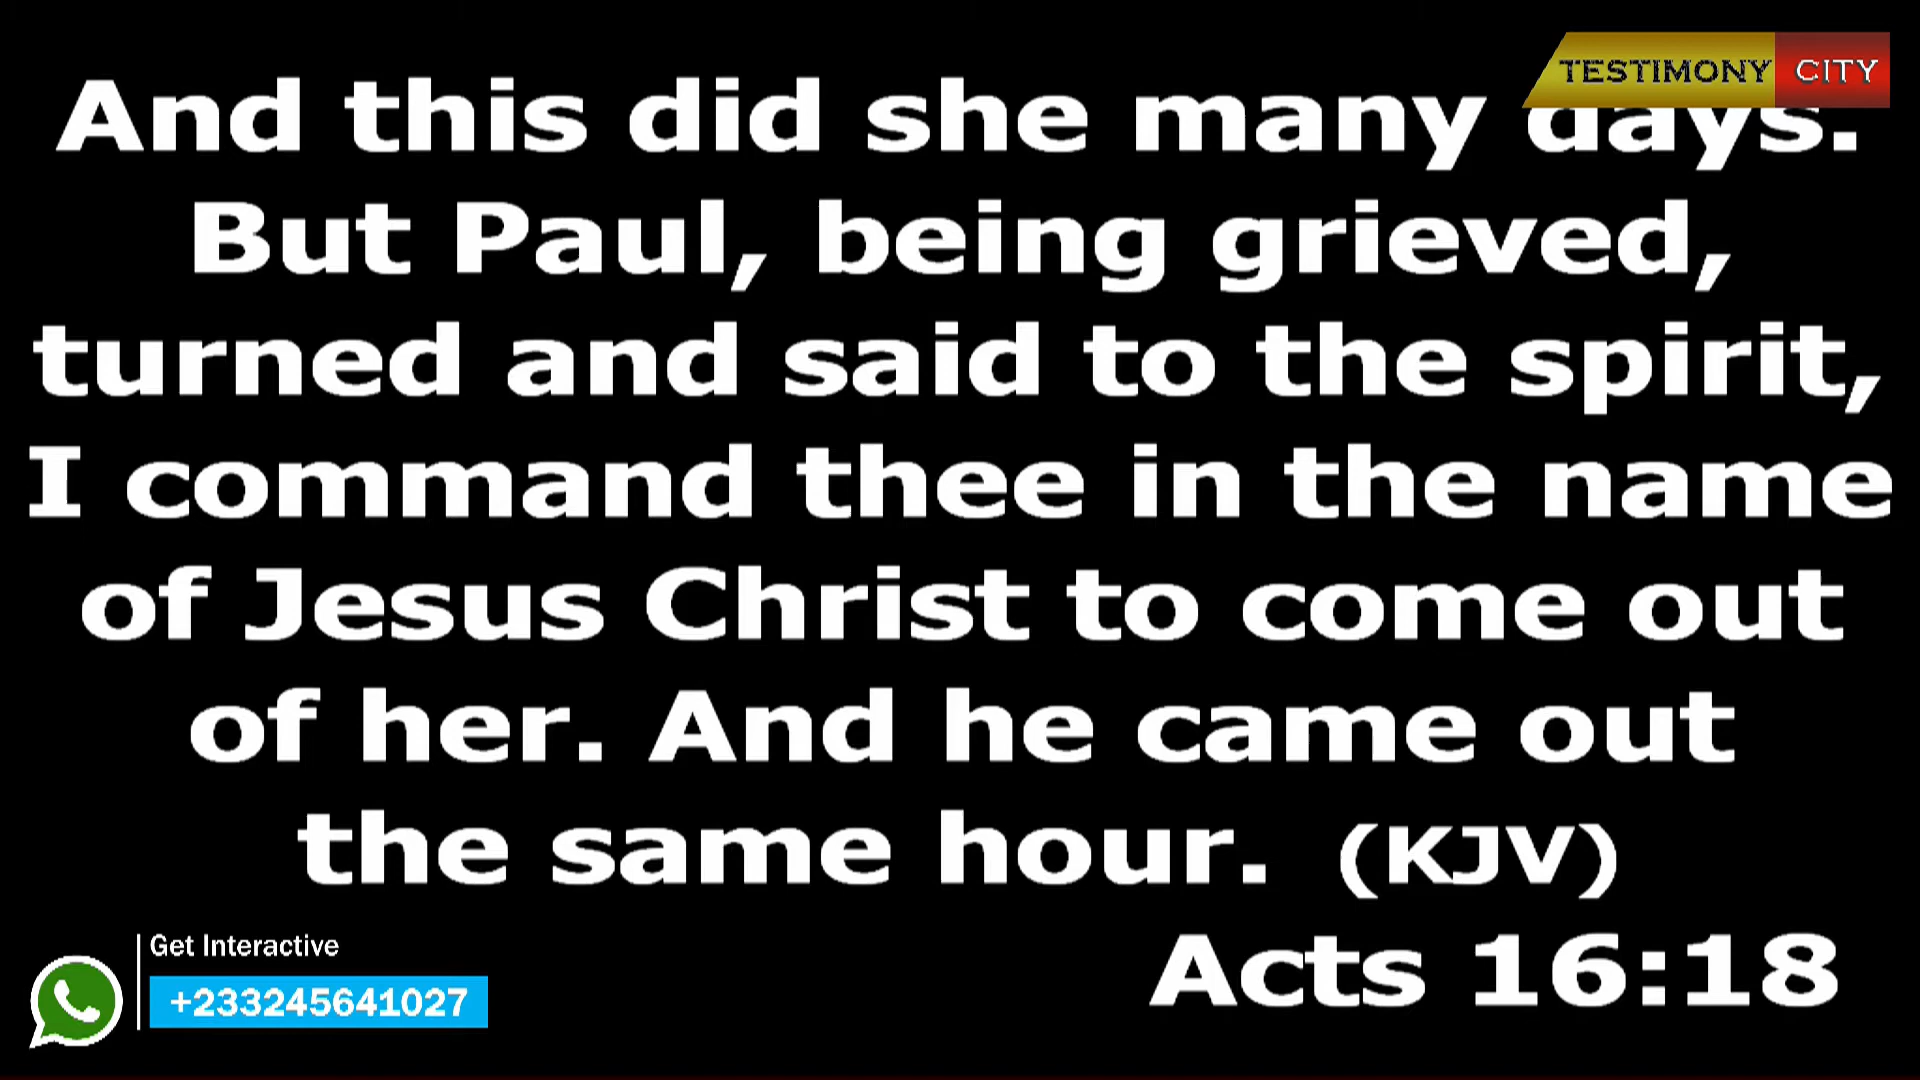 TESTIMONY CITY
And this did she many days.
But Paul, being grieved,
turned and said to the spirit,
I command thee in the name
of Jesus Christ to come out
of her. And he came out
the same hour. (KJV)
Acts 16:18
Get Interactive
+233245641027